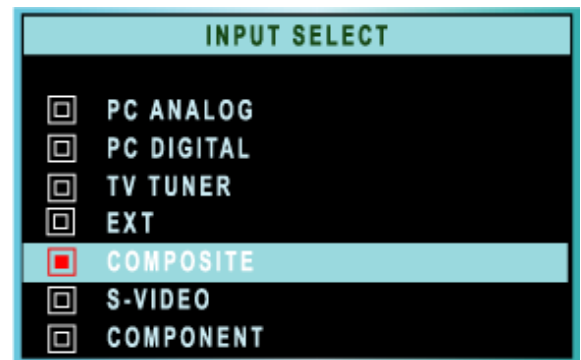 INPUT SELECT
PC ANALOG
PC DIGITAL
TV TUNER
EXT
COMPOSITE
S-VIDEO
COMPONENT